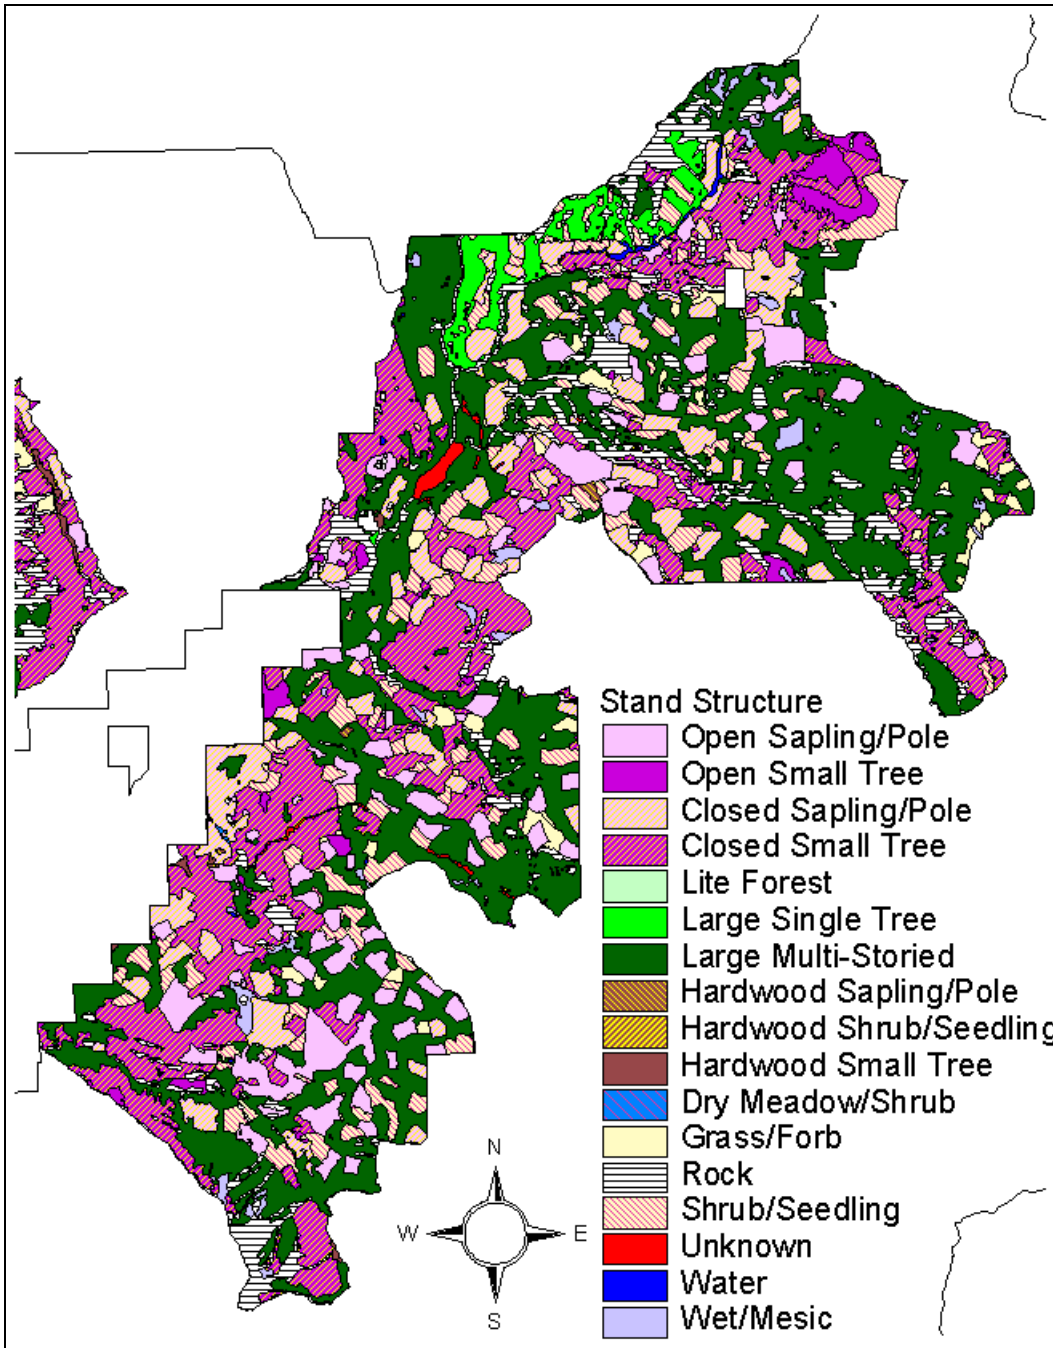 Stand Structure
Open Sapling/Pole
Open Small Tree
Closed Sapling/Pole
Closed Small Tree
Lite Forest
Large Single Tree
Large Multi-Storied
Hardwood Sapling/Pole
Hardwood Shrub/Seedling
Hardwood Small Tree
Dry Meadow/Shrub
Grass/Forb
Rock
Shrub/Seedling
Unknown
Water
Wet/Mesic
N
W E
S